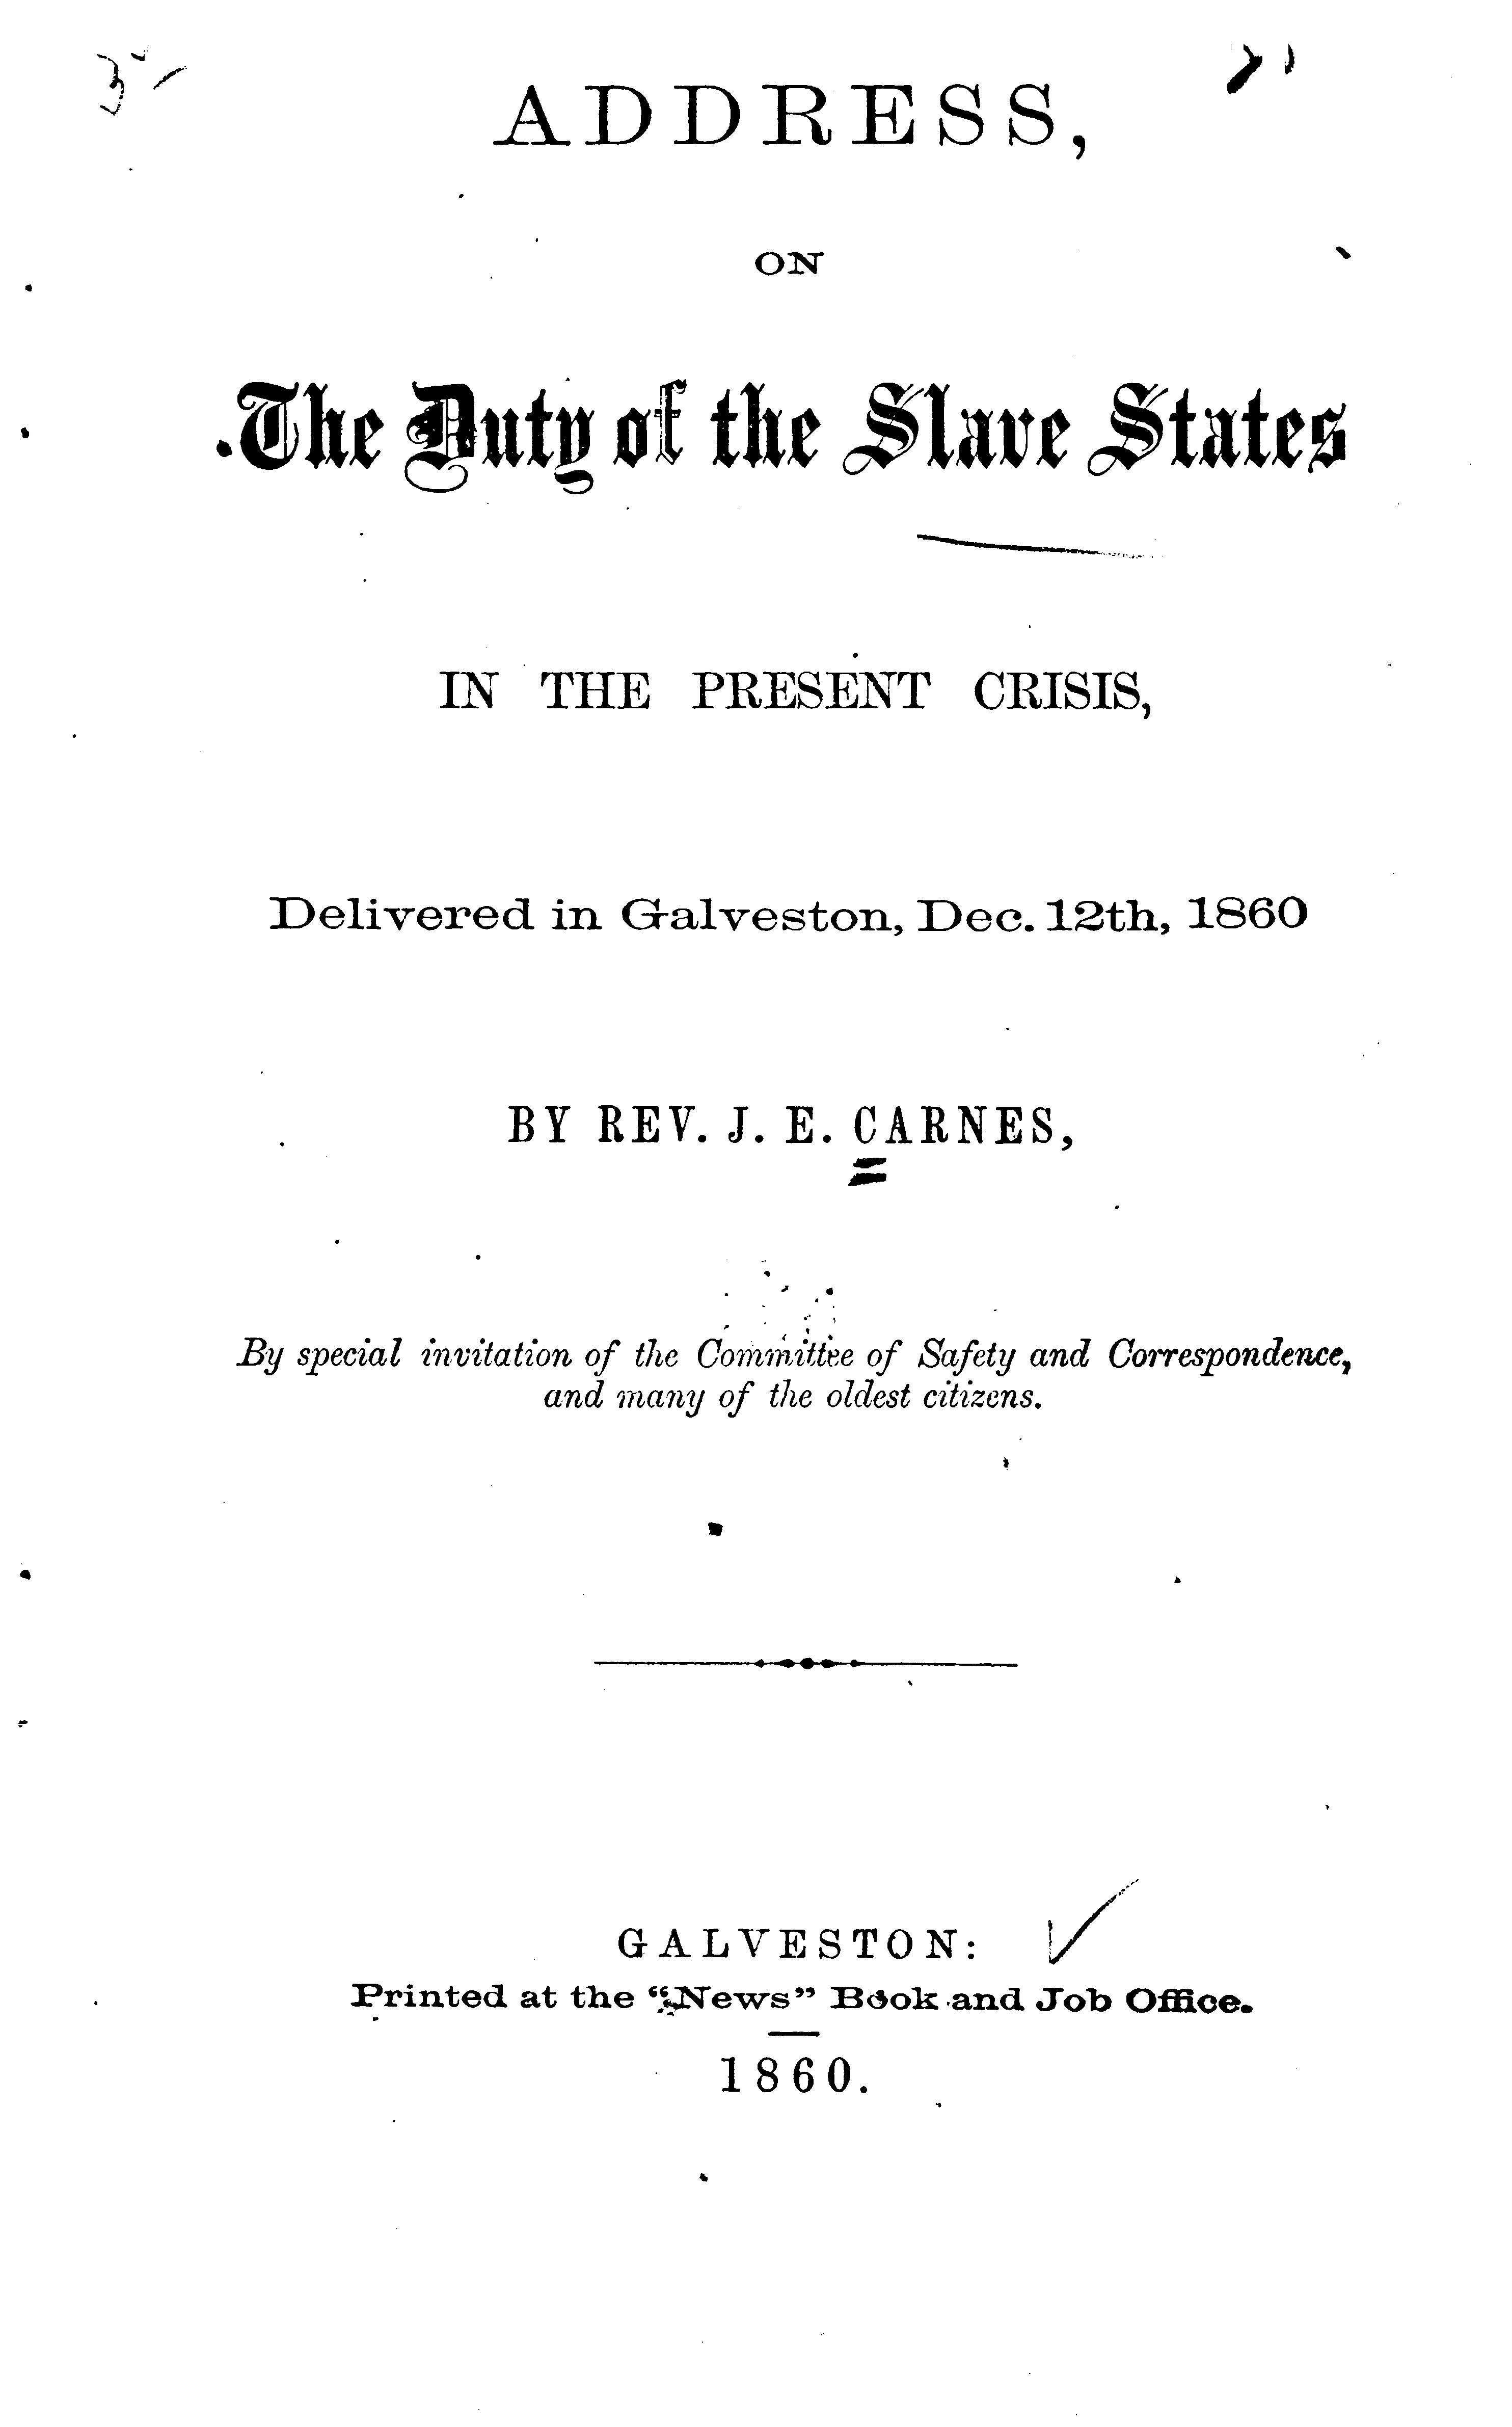 ADDRESS,
ON
The Duty of the Slave States
IN THE PRESENT CRISIS,
Delivered in Galveston, Dec. 12th, 1860
BY REV. J. E. CARNES,
By special invitation of the Committee of Safety and Correspondence,
and many of the oldest citizens.
GALVESTON:
Printed at the "News" Book and Job Office.
1860.